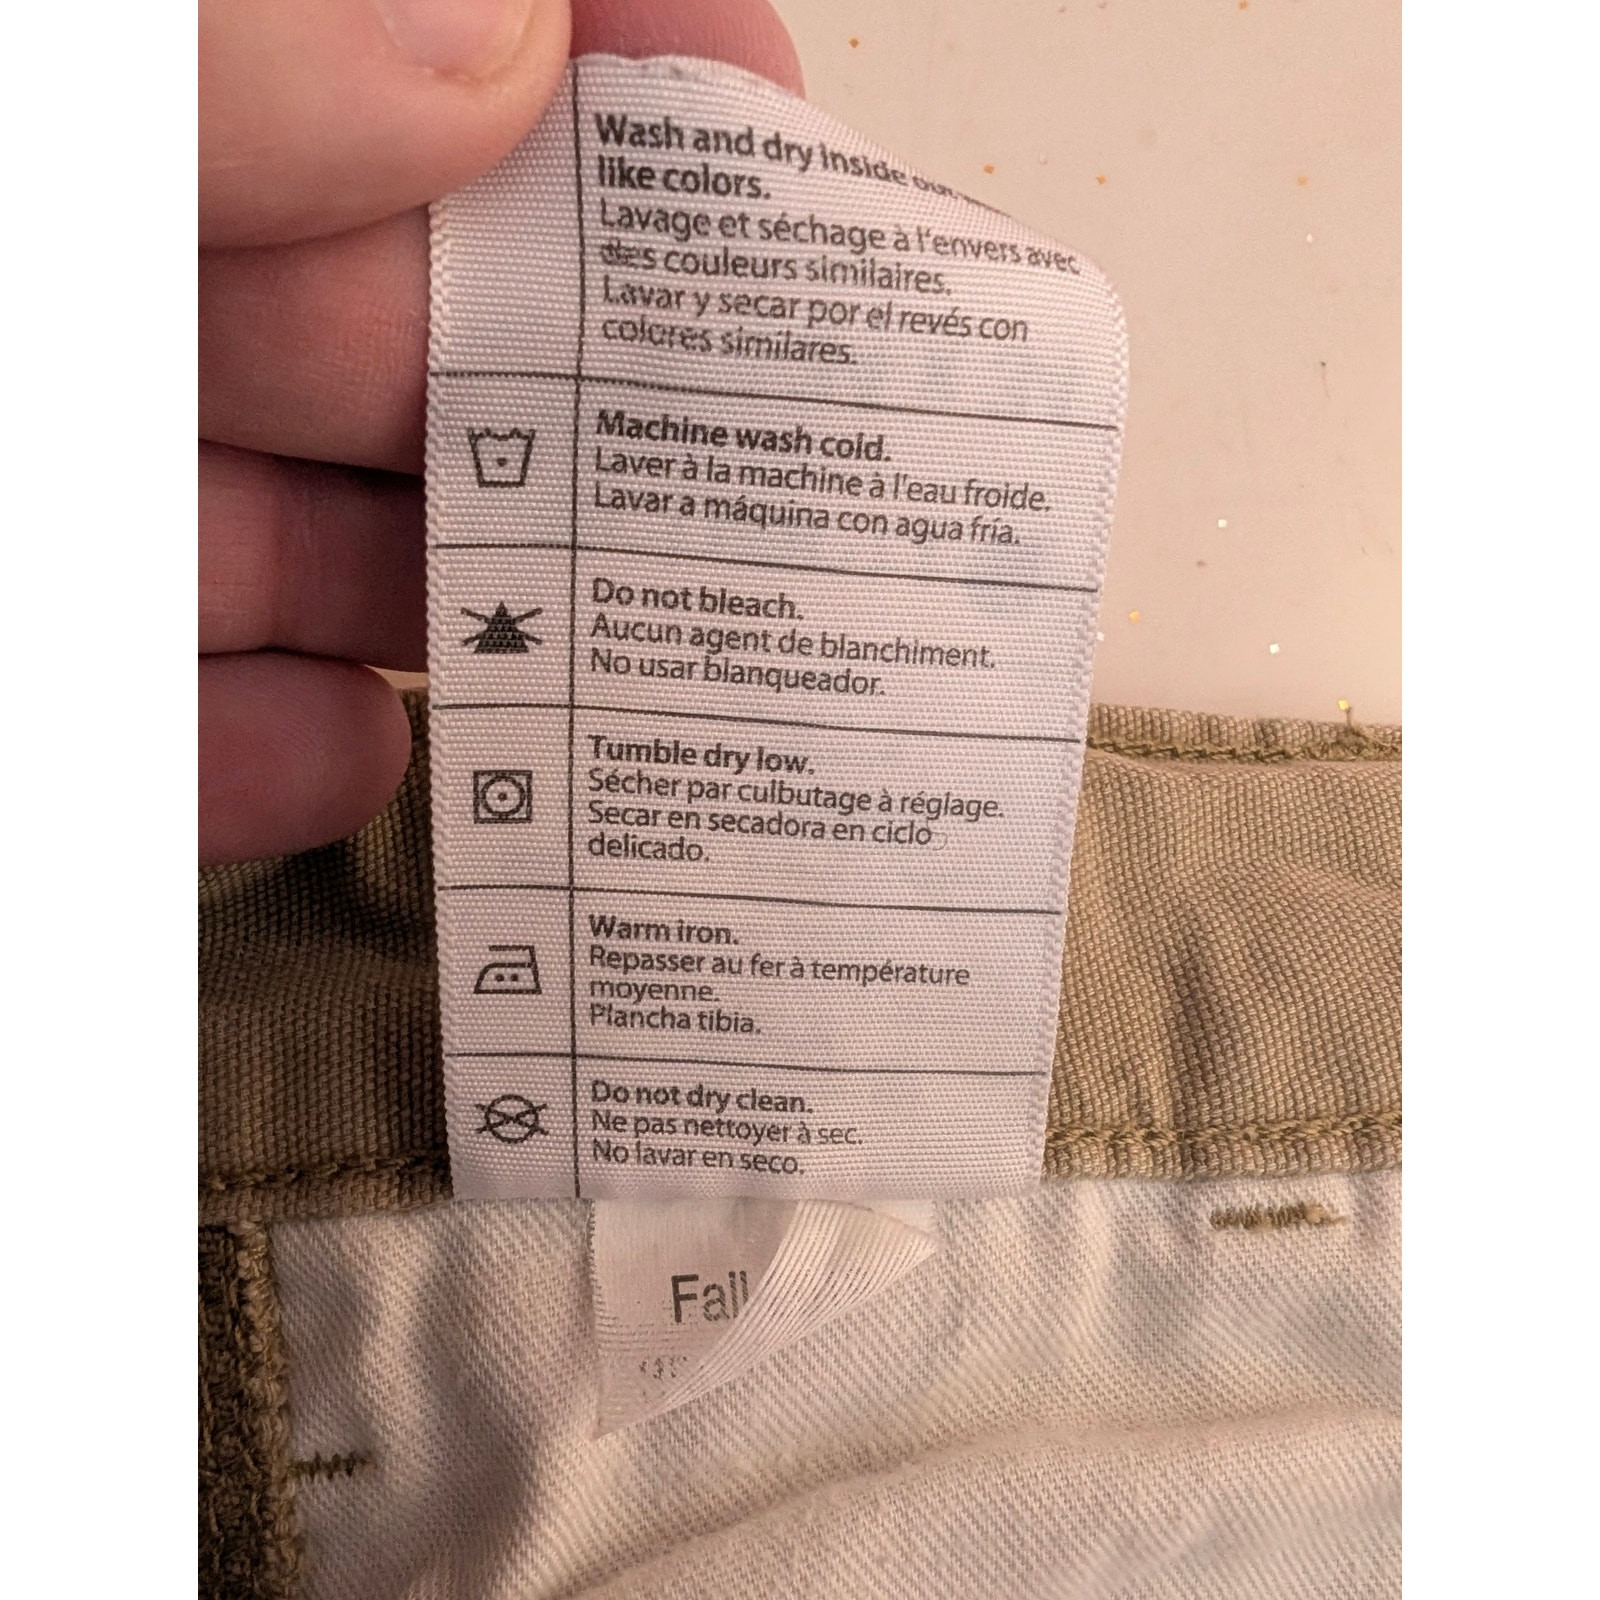 Wash and dry inside
like colors.
Lavage et séchage à l'envers avec
des couleurs similaires.
Lavar y secar por el revés con
colores similares.
Machine wash cold.
Laver à la machine à l'eau froide.
Lavar a máquina con agua fría.
Do not bleach.
Aucun agent de blanchiment.
No usar blanqueador.
Tumble dry low.
Sécher par culbutage à réglage.
Secar en secadora en ciclo
delicado.
Warm iron.
Repasser au fer à température
moyenne.
Plancha tibia.
Do not dry clean.
Ne pas nettoyer à sec.
No lavar en seco.
Fall